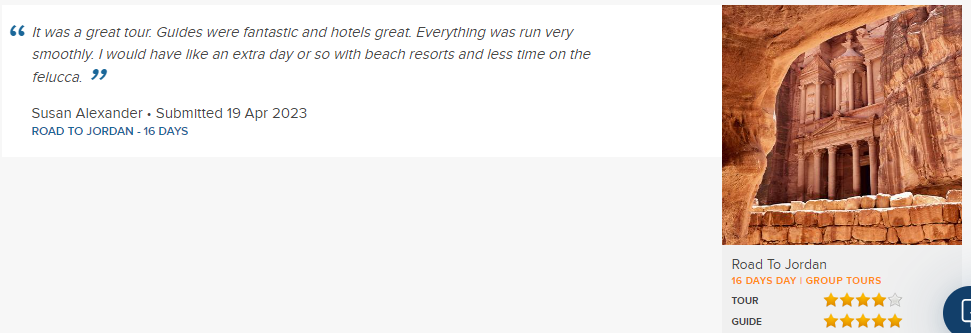 “ It was a great tour. Guides were fantastic and hotels great. Everything was run very
smoothly. I would have like an extra day or so with beach resorts and less time on the
felucca. ”
Susan Alexander • Submitted 19 Apr 2023
ROAD TO JORDAN - 16 DAYS
Road To Jordan
16 DAYS DAY | GROUP TOURS
TOUR
GUIDE